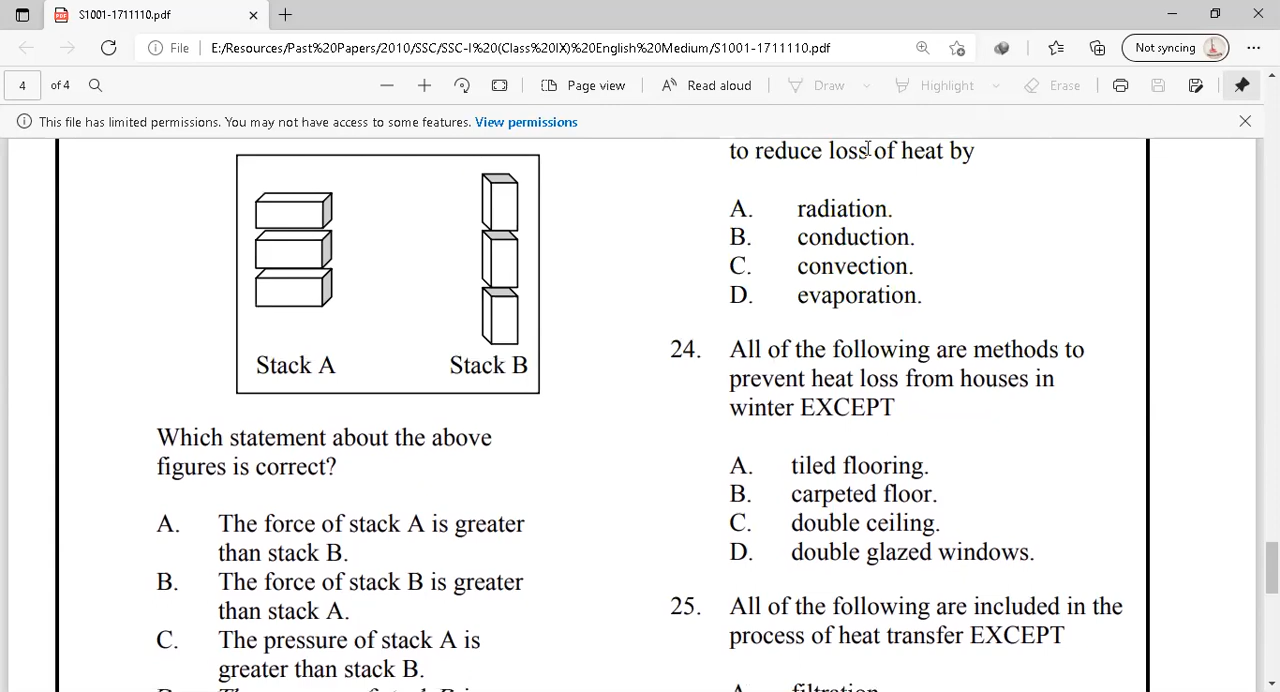 S1001-1711110.pdf
File E:/Resources/Past%20Papers/2010/SSC/SSC-I%20(Class%20IX)%20English%20Medium/S1001-1711110.pdf
Not syncing
4 of 4
Page view
Read aloud
Draw
Highlight
Erase
This file has limited permissions. You may not have access to some features. View permissions
Stack A Stack B
Which statement about the above
figures is correct?
A. The force of stack A is greater
than stack B.
B. The force of stack B is greater
than stack A.
C. The pressure of stack A is
greater than stack B.
to reduce loss of heat by
A. radiation.
B. conduction.
C. convection.
D. evaporation.
24. All of the following are methods to
prevent heat loss from houses in
winter EXCEPT
A. tiled flooring.
B. carpeted floor.
C. double ceiling.
D. double glazed windows.
25. All of the following are included in the
process of heat transfer EXCEPT
A. filtration